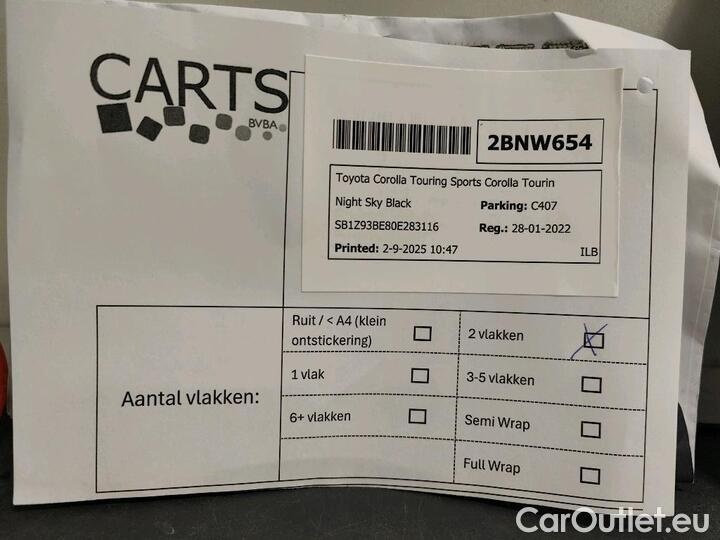 CARTS
BVBA
2BNW654
Toyota Corolla Touring Sports Corolla Tourin
Night Sky Black Parking: C407
SB1Z93BE80E283116 Reg.: 28-01-2022
Printed: 2-9-2025 10:47 ILB
Aantal vlakken:
Ruit / < A4 (klein
ontstickering)
2 vlakken
1 vlak
3-5 vlakken
6+ vlakken
Semi Wrap
Full Wrap
CarOutlet.eu